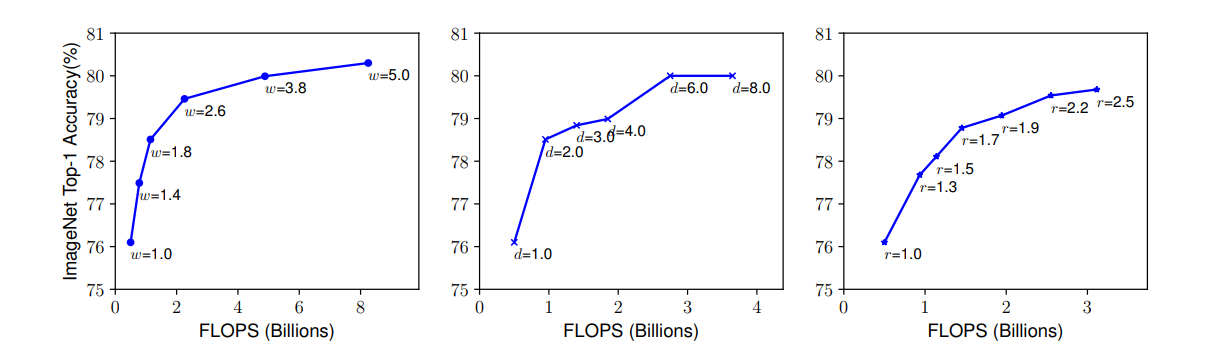 ImageNet Top-1 Accuracy(%)
81
80
79
78
77
76
75
w=1.0
w=1.4
w=1.8
w=2.6
w=3.8
w=5.0
0 2 4 6 8
FLOPS (Billions)
81
80
79
78
77
76
75
d=1.0
d=2.0
d=3.0
d=4.0
d=6.0
d=8.0
0 1 2 3 4
FLOPS (Billions)
81
80
79
78
77
76
75
r=1.0
r=1.3
r=1.5
r=1.7
r=1.9
r=2.2
r=2.5
0 1 2 3
FLOPS (Billions)